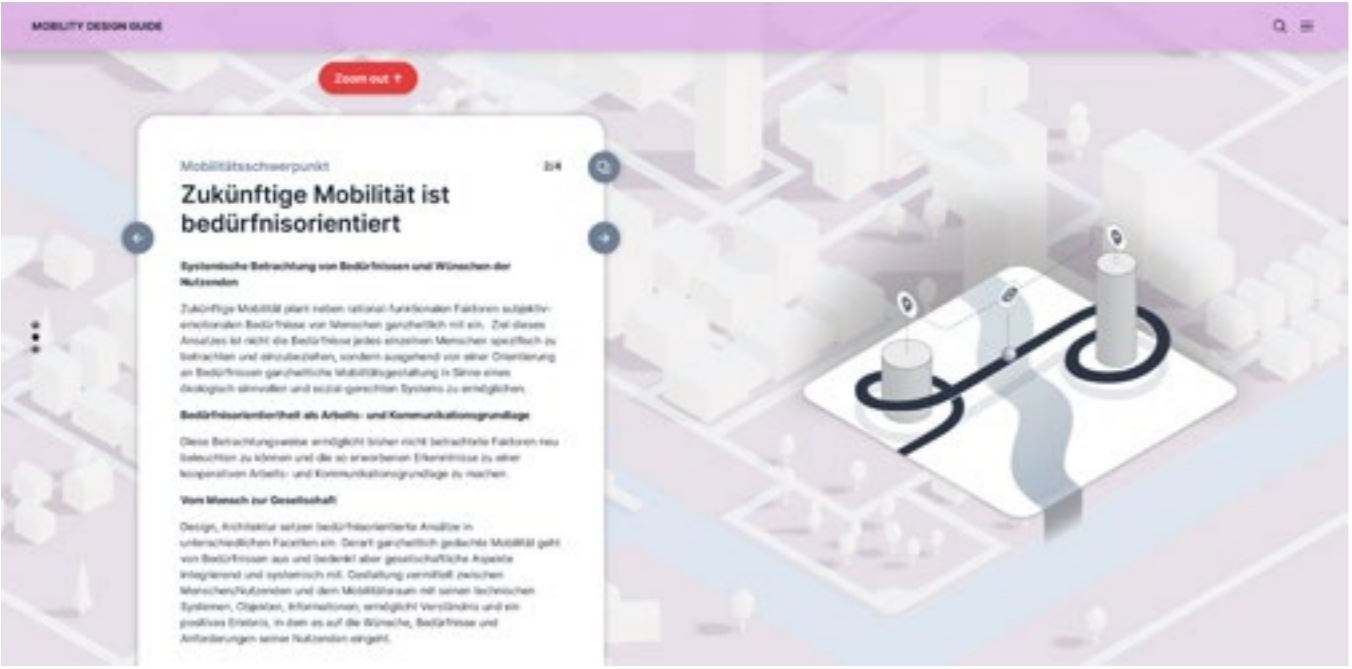 MOBILITY DESIGN GUIDE
Zoom out ↑
Mobilitätsschwerpunkt
2/4
Zukünftige Mobilität ist
bedürfnisorientiert
Systemische Betrachtung von Bedürfnissen und Wünschen der
Nutzenden
Zukünftige Mobilität plant neben rational-funktionalen Faktoren subjektiv-
emotionalen Bedürfnisse von Menschen ganzheitlich mit ein. Ziel dieses
Ansatzes ist nicht die Bedürfnisse jedes einzelnen Menschen spezifisch zu
betrachten und einzubeziehen, sondern ausgehend von einer Orientierung
an Bedürfnissen ganzheitliche Mobilitätsgestaltung in Sinne eines
ökologisch sinnvollen und sozial-gerechten Systems zu ermöglichen.
Bedürfnisorientiertheit als Arbeits- und Kommunikationsgrundlage
Diese Betrachtungsweise ermöglicht bisher nicht betrachtete Faktoren neu
beleuchten zu können und die so erworbenen Erkenntnisse zu einer
kooperativen Arbeits- und Kommunikationsgrundlage zu machen.
Vom Mensch zur Gesellschaft
Design, Architektur setzen bedürfnisorientierte Ansätze in
unterschiedlichen Facetten ein. Derart ganzheitlich gedachte Mobilität geht
von Bedürfnissen aus und bedenkt aber gesellschaftliche Aspekte
integrierend und systemisch mit. Gestaltung vermittelt zwischen
Menschen/Nutzenden und dem Mobilitätsraum mit seinen technischen
Systemen, Objekten, Informationen; ermöglicht Verständnis und ein
positives Erlebnis, in dem es auf die Wünsche, Bedürfnisse und
Anforderungen seiner Nutzenden eingeht.